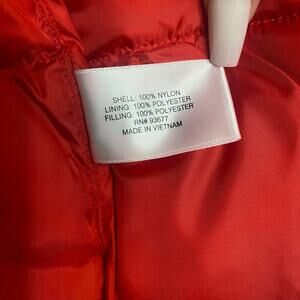 SHELL: 100% NYLON
LINING: 100% POLYESTER
FILLING: 100% POLYESTER
RN# 93677
MADE IN VIETNAM